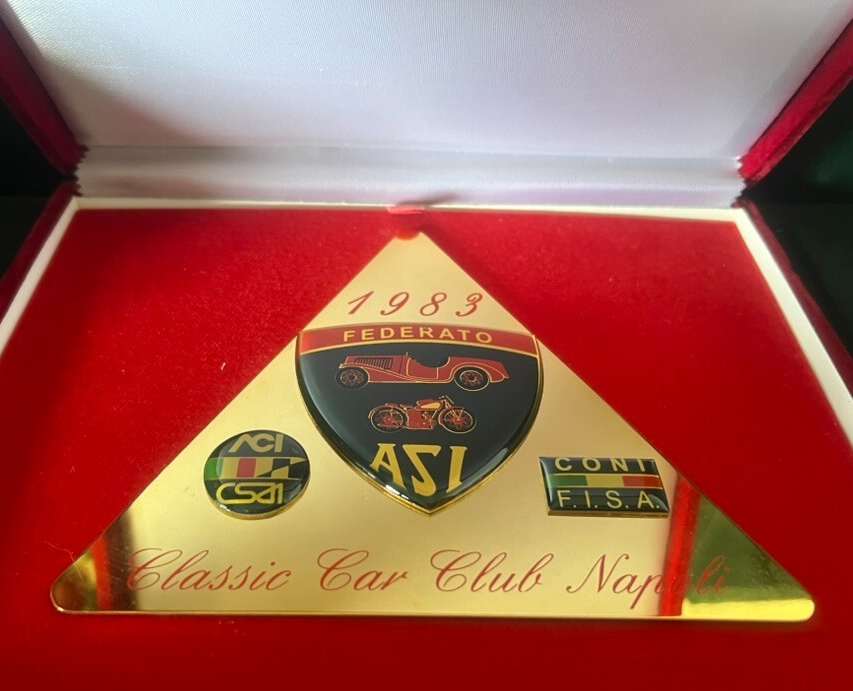 1983
FEDERATO
ASI
ACI
CSAI
CONI
F.I.S.A.
Classic Car Club Napoli